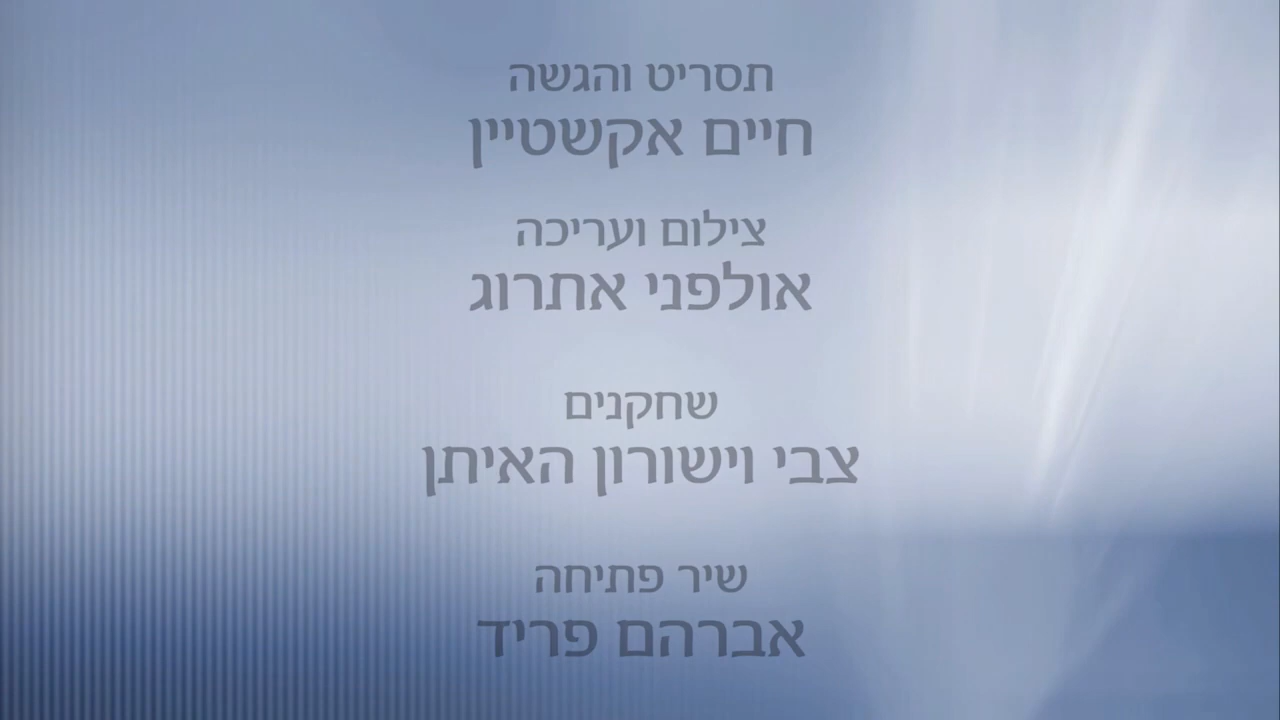 תסריט והגשה
חיים אקשטיין
צילום ועריכה
אולפני אתרוג
שחקנים
צבי וישורון האיתן
שיר פתיחה
אברהם פריד